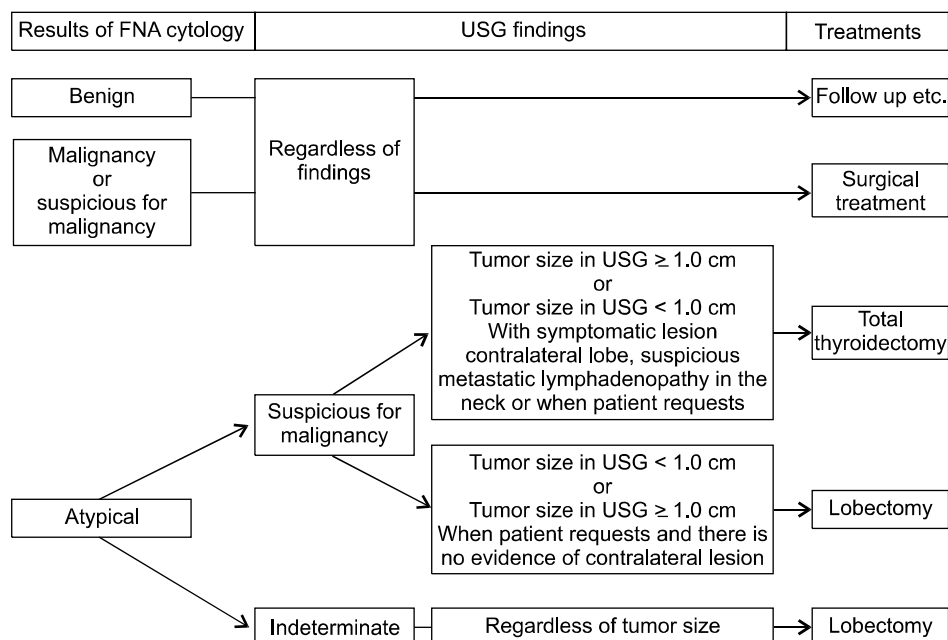 Results of FNA cytology
USG findings
Treatments
Benign
Regardless of
findings
Follow up etc.
Malignancy
or
suspicious for
malignancy
Surgical
treatment
Tumor size in USG ≥ 1.0 cm
or
Tumor size in USG < 1.0 cm
With symptomatic lesion
contralateral lobe, suspicious
metastatic lymphadenopathy in the
neck or when patient requests
Total
thyroidectomy
Suspicious for
malignancy
Tumor size in USG < 1.0 cm
or
Tumor size in USG ≥ 1.0 cm
When patient requests and there is
no evidence of contralateral lesion
Lobectomy
Atypical
Indeterminate
Regardless of tumor size
Lobectomy